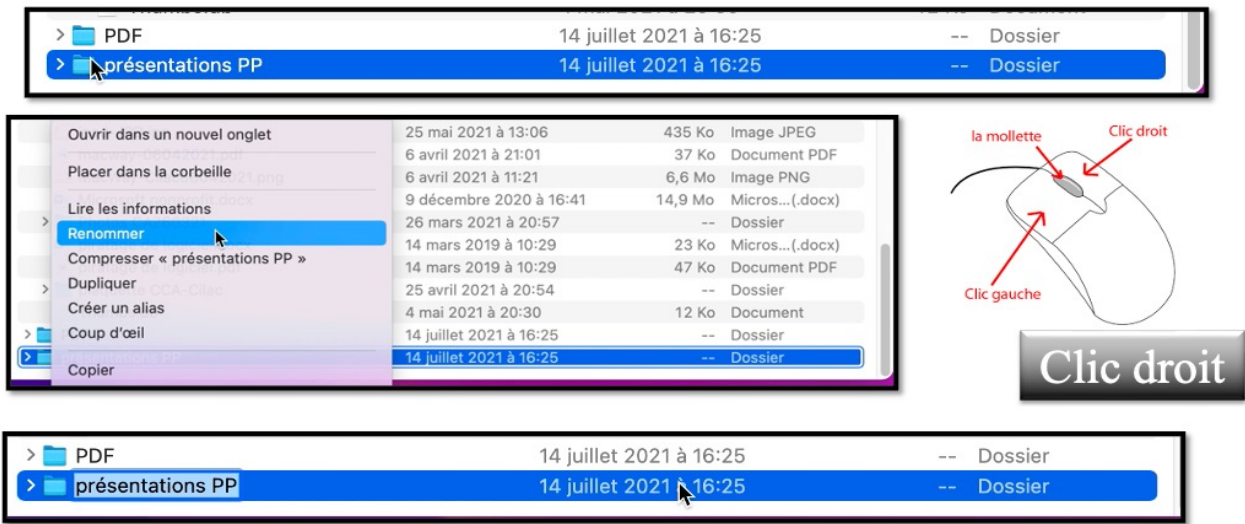 PDF 14 juillet 2021 à 16:25 -- Dossier
présentations PP 14 juillet 2021 à 16:25 -- Dossier
Ouvrir dans un nouvel onglet 25 mai 2021 à 13:06 435 Ko Image JPEG
6 avril 2021 à 21:01 37 Ko Document PDF
Placer dans la corbeille 6 avril 2021 à 11:21 6,6 Mo Image PNG
9 décembre 2020 à 16:41 14,9 Mo Micros...(.docx)
Lire les informations 26 mars 2021 à 20:57 -- Dossier
Renommer 14 mars 2019 à 10:29 23 Ko Micros...(.docx)
Compresser « présentations PP » 14 mars 2019 à 10:29 47 Ko Document PDF
Dupliquer 25 avril 2021 à 20:54 -- Dossier
Créer un alias 4 mai 2021 à 20:30 12 Ko Document
Coup d'œil 14 juillet 2021 à 16:25 -- Dossier
présentations PP 14 juillet 2021 à 16:25 -- Dossier
Copier
la mollette
Clic droit
Clic gauche
Clic droit
PDF 14 juillet 2021 à 16:25 -- Dossier
présentations PP 14 juillet 2021 à 16:25 -- Dossier